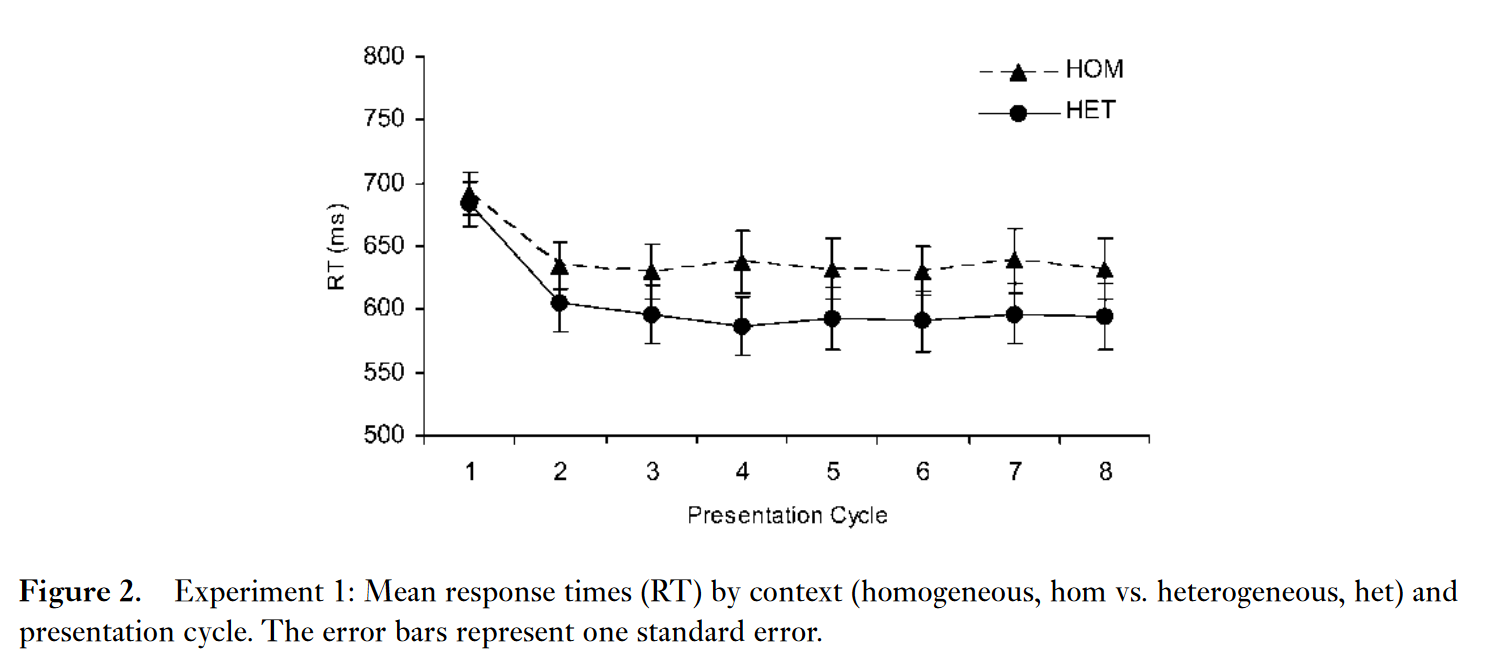 800
HOM
750
HET
700
650
600
550
500
RT (ms)
1 2 3 4 5 6 7 8
Presentation Cycle
Figure 2. Experiment 1: Mean response times (RT) by context (homogeneous, hom vs. heterogeneous, het) and
presentation cycle. The error bars represent one standard error.